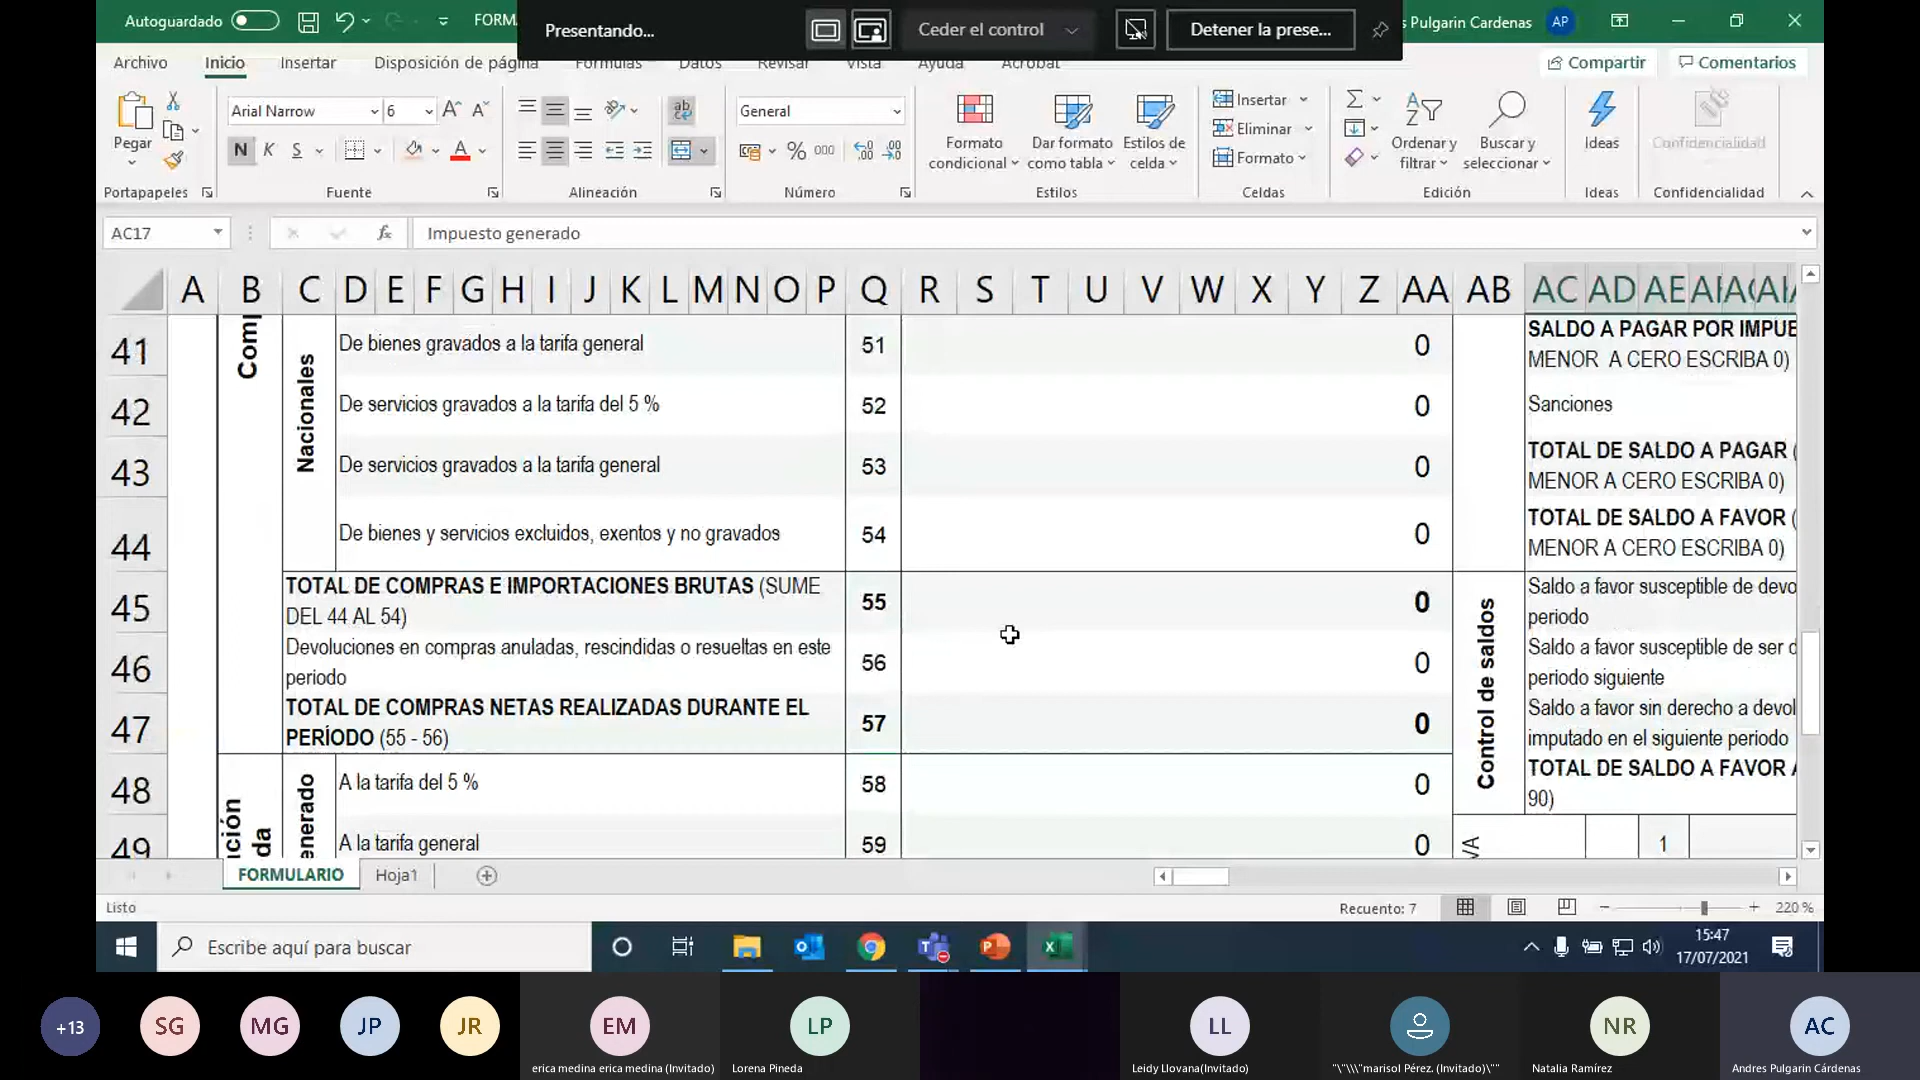 Autoguardado
FORM
Presentando...
Ceder el control
Detener la prese...
s Pulgarin Cardenas
AP
Archivo
Inicio
Insertar
Disposición de página
Fórmulas
Datos
Revisar
Vista
Ayuda
Acrobat
Compartir
Comentarios
Pegar
Arial Narrow
6
N K S
General
Formato condicional
Dar formato como tabla
Estilos de celda
Insertar
Eliminar
Formato
Ordenar y filtrar
Buscar y seleccionar
Ideas
Confidencialidad
Portapapeles
Fuente
Alineación
Número
Estilos
Celdas
Edición
Ideas
Confidencialidad
AC17
fx
Impuesto generado
A B C D E F G H I J K L M N O P Q R S T U V W X Y Z AA AB AC AD AE
Comp
Nacionales
41 De bienes gravados a la tarifa general 51 0
42 De servicios gravados a la tarifa del 5 % 52 0
43 De servicios gravados a la tarifa general 53 0
44 De bienes y servicios excluidos, exentos y no gravados 54 0
45 TOTAL DE COMPRAS E IMPORTACIONES BRUTAS (SUME
DEL 44 AL 54) 55 0
46 Devoluciones en compras anuladas, rescindidas o resueltas en este
periodo 56 0
47 TOTAL DE COMPRAS NETAS REALIZADAS DURANTE EL
PERÍODO (55 - 56) 57 0
48 A la tarifa del 5 % 58 0
49 A la tarifa general 59 0
ción
da
enerado
SALDO A PAGAR POR IMPUE
MENOR A CERO ESCRIBA 0)
Sanciones
TOTAL DE SALDO A PAGAR (
MENOR A CERO ESCRIBA 0)
TOTAL DE SALDO A FAVOR (
MENOR A CERO ESCRIBA 0)
Control de saldos
Saldo a favor susceptible de devo
periodo
Saldo a favor susceptible de ser d
periodo siguiente
Saldo a favor sin derecho a devol
imputado en el siguiente periodo
TOTAL DE SALDO A FAVOR A
90)
VA
1
FORMULARIO
Hoja1
Listo
Recuento: 7
220 %
Escribe aquí para buscar
15:47
17/07/2021
+13
SG
MG
JP
JR
EM
LP
LL
NR
AC
erica medina erica medina (Invitado)
Lorena Pineda
Leidy Llovana(Invitado)
"\"\\\"marisol Pérez. (Invitado)\""
Natalia Ramírez
Andres Pulgarin Cárdenas